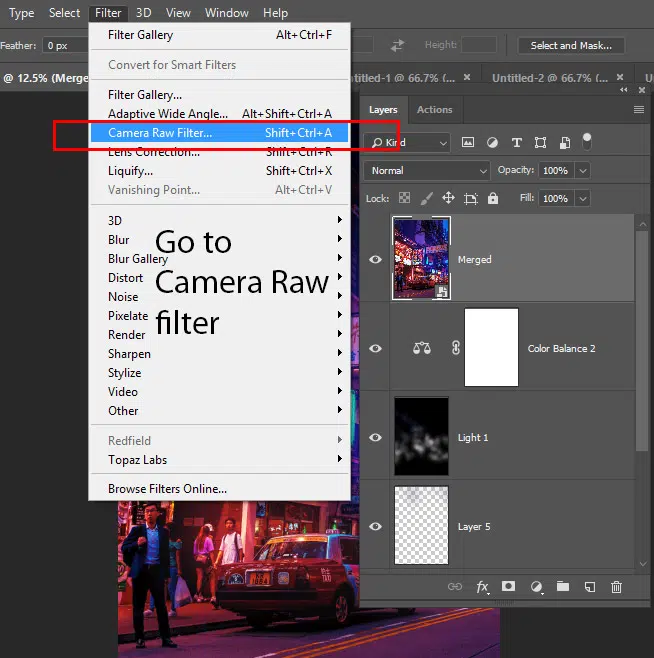 Type Select Filter 3D View Window Help
Feather: 0 px
Height:
Select and Mask...
@ 12.5% (Merge
titled-1 @ 66.7% (...
Untitled-2 @ 66.7% (...
Filter Gallery Alt+Ctrl+F
Convert for Smart Filters
Filter Gallery...
Adaptive Wide Angle... Alt+Shift+Ctrl+A
Camera Raw Filter... Shift+Ctrl+A
Lens Correction... Shift+Ctrl+R
Liquify... Shift+Ctrl+X
Vanishing Point... Alt+Ctrl+V
3D
Blur
Blur Gallery
Distort
Noise
Pixelate
Render
Sharpen
Stylize
Video
Other
Redfield
Topaz Labs
Browse Filters Online...
Go to
Camera Raw
filter
Layers Actions
Kind
Normal Opacity: 100%
Lock: Fill: 100%
Merged
Color Balance 2
Light 1
Layer 5
fx